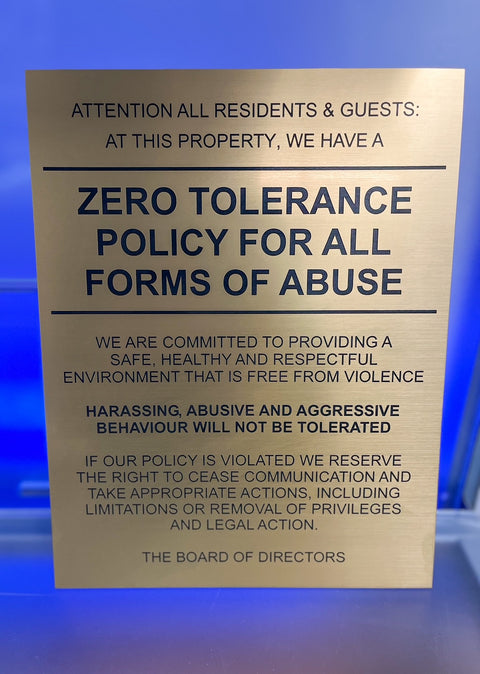 ATTENTION ALL RESIDENTS & GUESTS:
AT THIS PROPERTY, WE HAVE A
ZERO TOLERANCE
POLICY FOR ALL
FORMS OF ABUSE
WE ARE COMMITTED TO PROVIDING A
SAFE, HEALTHY AND RESPECTFUL
ENVIRONMENT THAT IS FREE FROM VIOLENCE
HARASSING, ABUSIVE AND AGGRESSIVE
BEHAVIOUR WILL NOT BE TOLERATED
IF OUR POLICY IS VIOLATED WE RESERVE
THE RIGHT TO CEASE COMMUNICATION AND
TAKE APPROPRIATE ACTIONS, INCLUDING
LIMITATIONS OR REMOVAL OF PRIVILEGES
AND LEGAL ACTION.
THE BOARD OF DIRECTORS